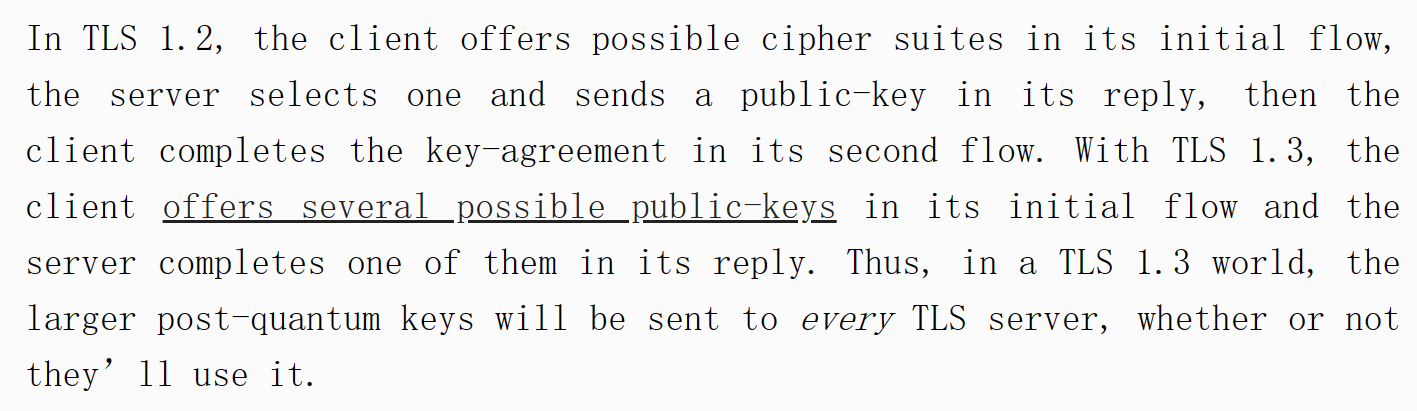 In TLS 1.2, the client offers possible cipher suites in its initial flow,
the server selects one and sends a public-key in its reply, then the
client completes the key-agreement in its second flow. With TLS 1.3, the
client offers several possible public-keys in its initial flow and the
server completes one of them in its reply. Thus, in a TLS 1.3 world, the
larger post-quantum keys will be sent to every TLS server, whether or not
they’ll use it.